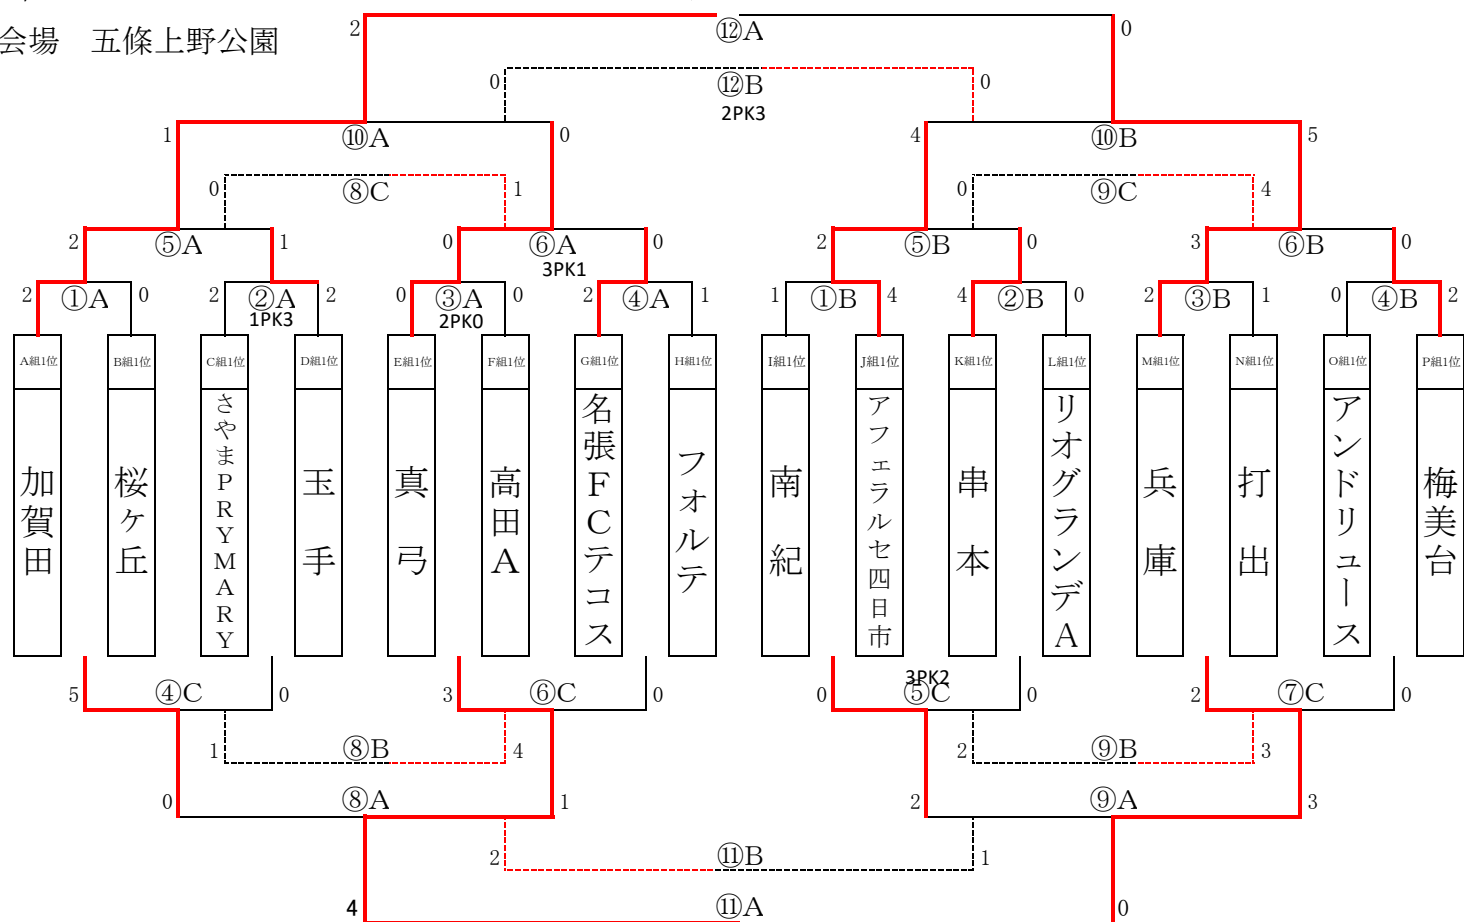 会場　五條上野公園
2 ⑫A 0
0 ⑫B 0
2PK3
1 ⑩A 0 4 ⑩B 5
0 ⑧C 1 0 ⑨C 4
2 ⑤A 1 0 ⑥A 0 2 ⑤B 0 3 ⑥B 0
3PK1
2 ①A 0 2 ②A 2 0 ③A 0 2 ④A 1 1 ①B 4 4 ②B 0 2 ③B 1 0 ④B 2
1PK3 2PK0
A組1位 B組1位 C組1位 D組1位 E組1位 F組1位 G組1位 H組1位 I組1位 J組1位 K組1位 L組1位 M組1位 N組1位 O組1位 P組1位
加賀田
桜ヶ丘
さやまPRYMARY
玉手
真弓
高田A
名張FCテコス
フォルテ
南紀
アフェラルセ四日市
串本
リオグランデA
兵庫
打出
アンドリュース
梅美台
3PK2
5 ④C 0 3 ⑥C 0 0 ⑤C 0 2 ⑦C 0
1 ⑧B 4 2 ⑨B 3
0 ⑧A 1 2 ⑨A 3
2 ⑪B 1
4 ⑪A 0